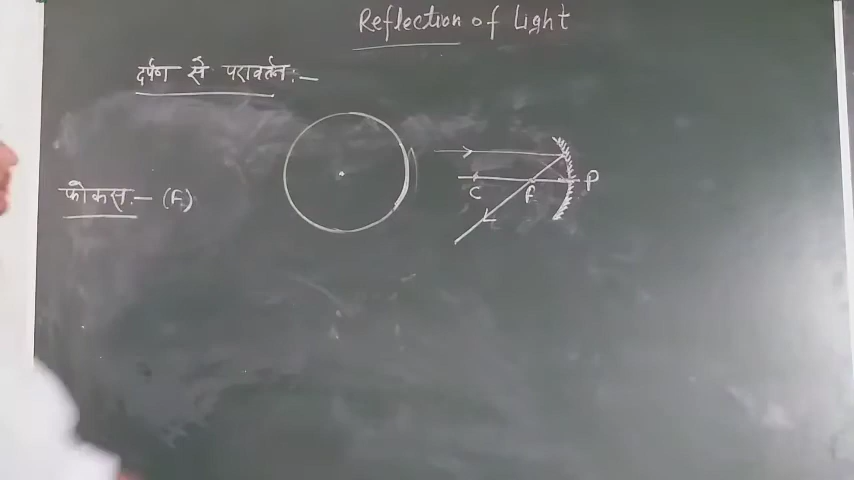 Reflection of Light
दर्पण से परावर्तन:-
फोकस:- (F)
C F P